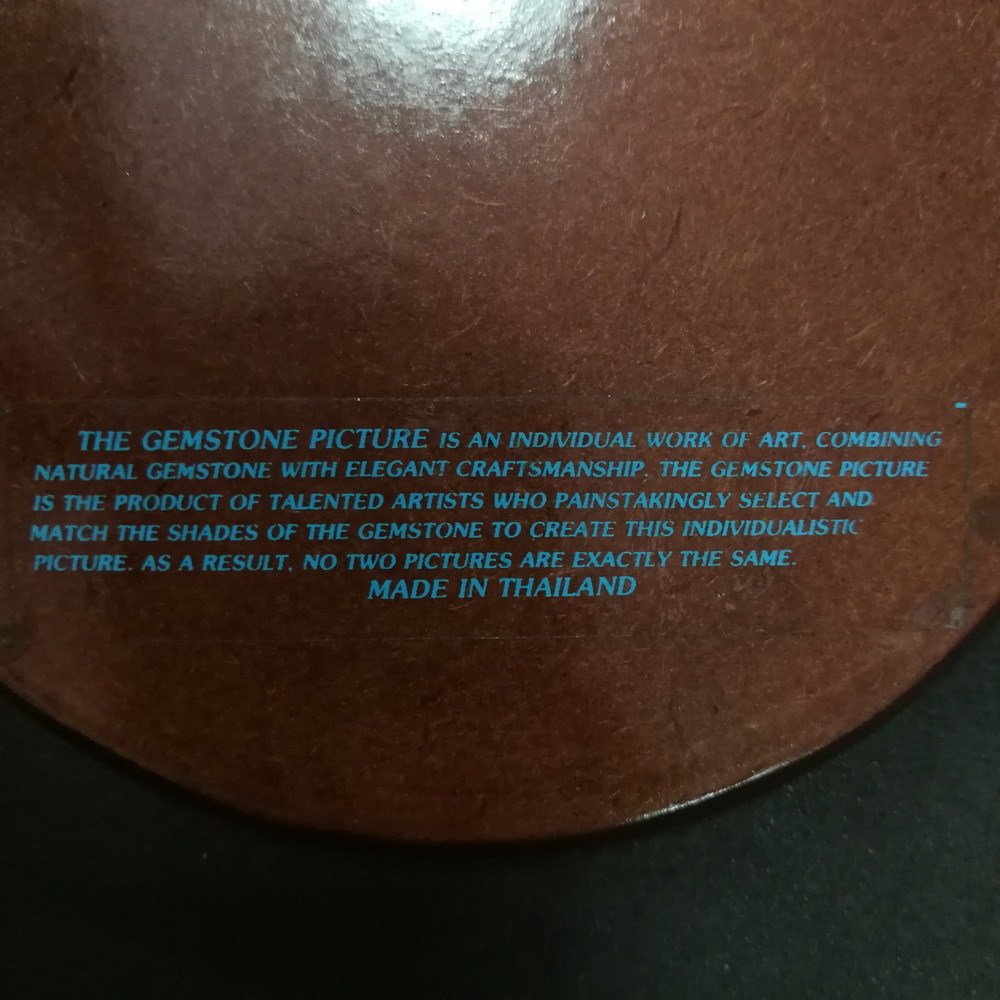 THE GEMSTONE PICTURE IS AN INDIVIDUAL WORK OF ART, COMBINING
NATURAL GEMSTONE WITH ELEGANT CRAFTSMANSHIP. THE GEMSTONE PICTURE
IS THE PRODUCT OF TALENTED ARTISTS WHO PAINSTAKINGLY SELECT AND
MATCH THE SHADES OF THE GEMSTONE TO CREATE THIS INDIVIDUALISTIC
PICTURE. AS A RESULT, NO TWO PICTURES ARE EXACTLY THE SAME.
MADE IN THAILAND